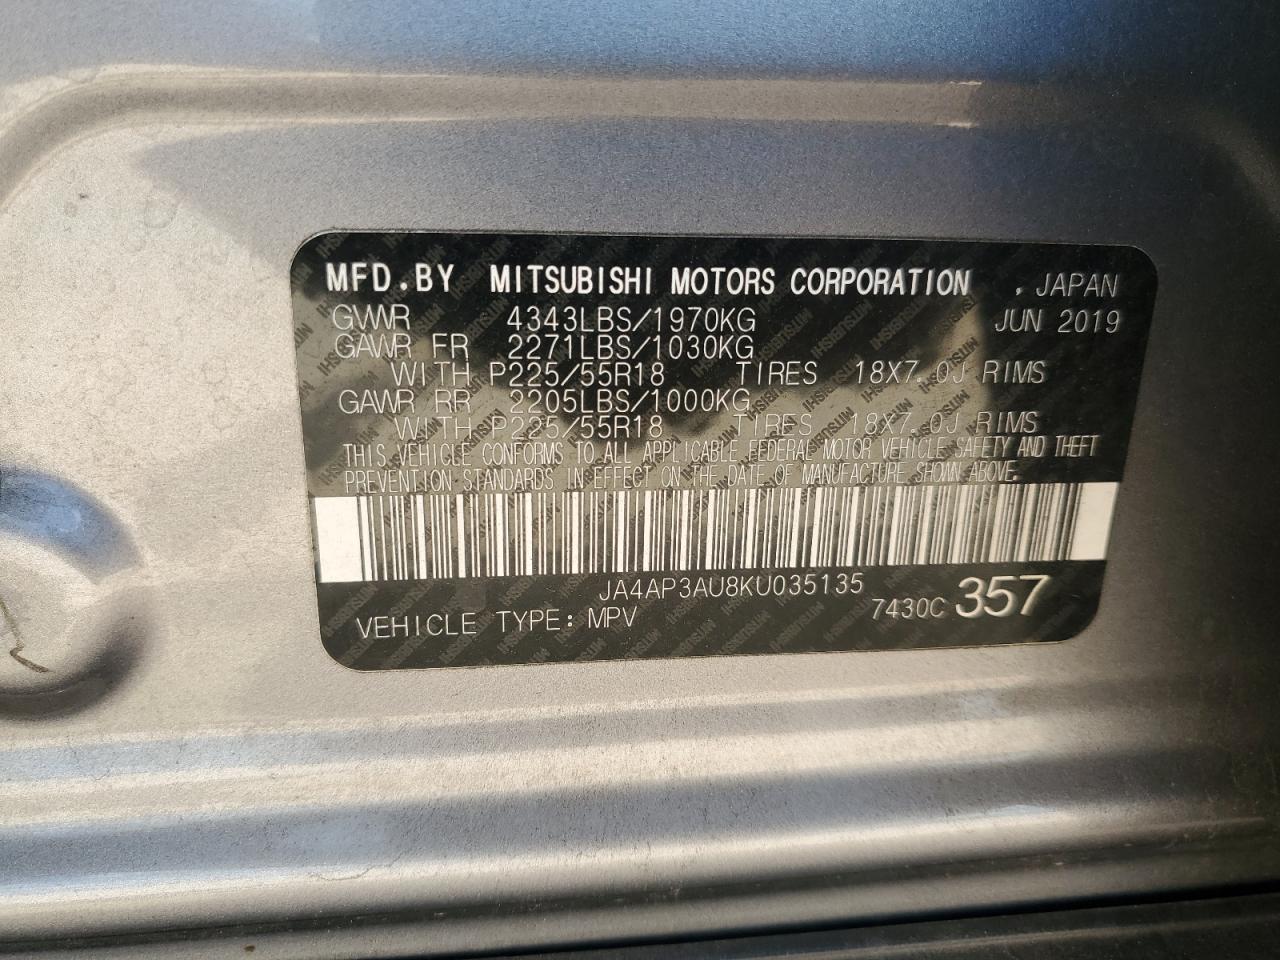 MFD.BY MITSUBISHI MOTORS CORPORATION . JAPAN
GVWR 4343LBS/1970KG JUN 2019
GAWR FR 2271LBS/1030KG
WITH P225/55R18 TIRES 18X7.0J RIMS
GAWR RR 2205LBS/1000KG
WITH P225/55R18 TIRES 18X7.0J RIMS
THIS VEHICLE CONFORMS TO ALL APPLICABLE FEDERAL MOTOR VEHICLE SAFETY AND THEFT
PREVENTION STANDARDS IN EFFECT ON THE DATE OF MANUFACTURE SHOWN ABOVE.
JA4AP3AU8KU035135
VEHICLE TYPE: MPV 7430C 357